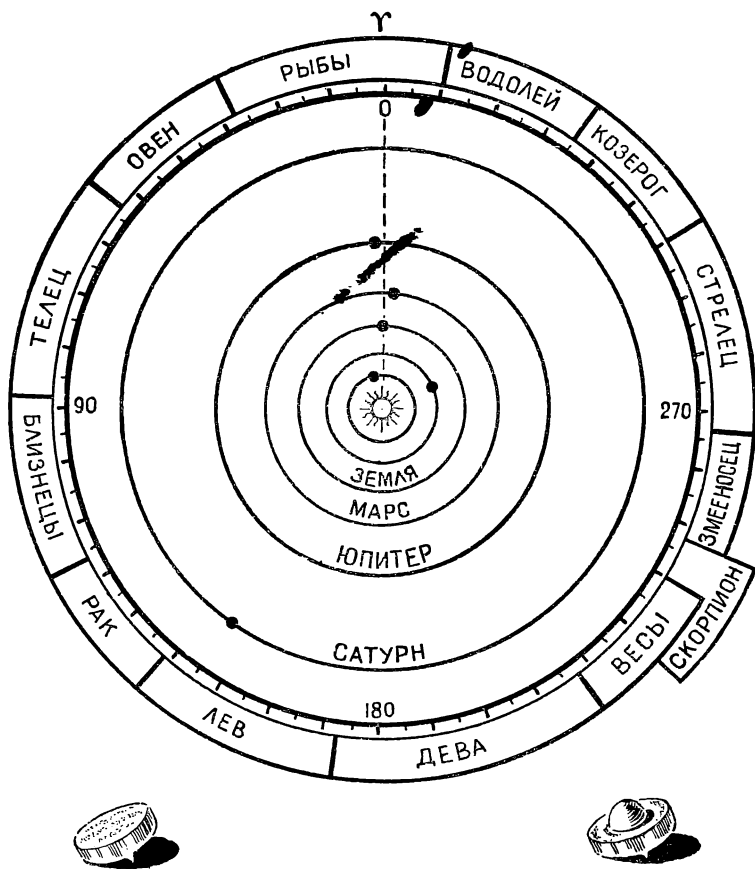 ♈
РЫБЫ
ВОДОЛЕЙ
КОЗЕРОГ
СТРЕЛЕЦ
ЗМЕЕНОСЕЦ
СКОРПИОН
ВЕСЫ
ДЕВА
ЛЕВ
РАК
БЛИЗНЕЦЫ
ТЕЛЕЦ
ОВЕН
0
90
270
180
ЗЕМЛЯ
МАРС
ЮПИТЕР
САТУРН